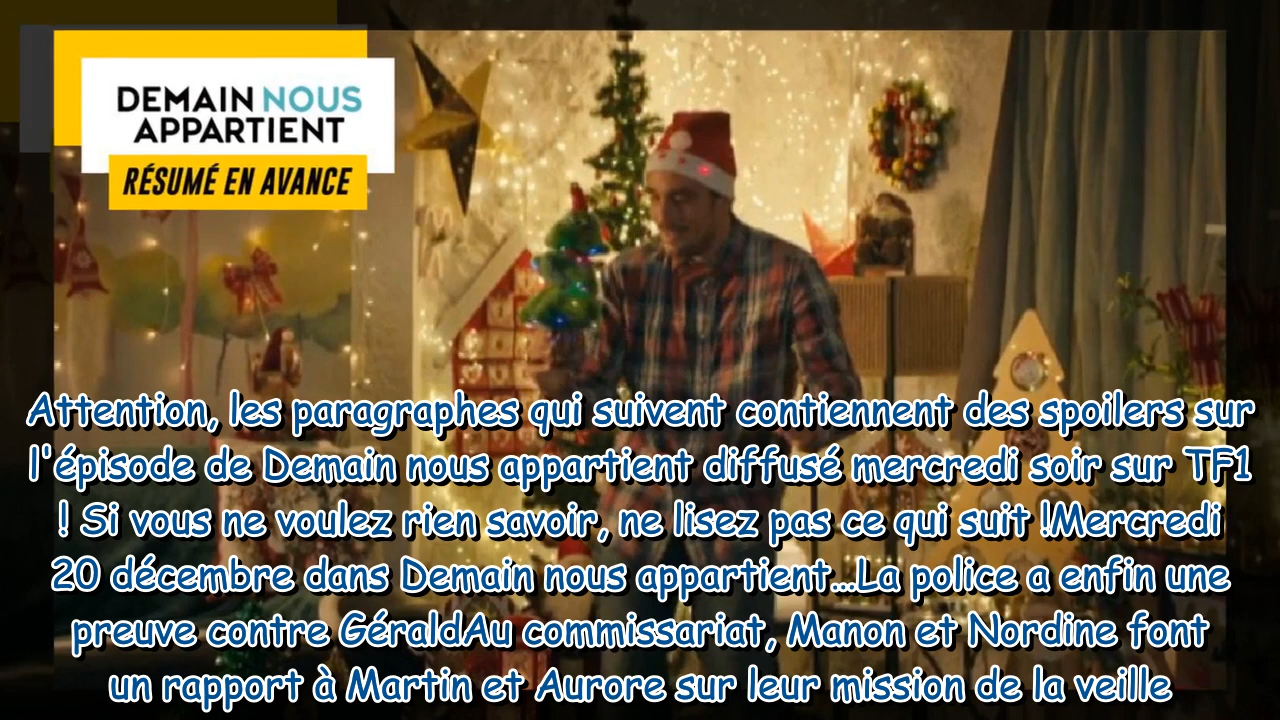 DEMAIN NOUS
APPARTIENT
RÉSUMÉ EN AVANCE
Attention, les paragraphes qui suivent contiennent des spoilers sur
l'épisode de Demain nous appartient diffusé mercredi soir sur TF1
! Si vous ne voulez rien savoir, ne lisez pas ce qui suit !Mercredi
20 décembre dans Demain nous appartient...La police a enfin une
preuve contre GéraldAu commissariat, Manon et Nordine font
un rapport à Martin et Aurore sur leur mission de la veille